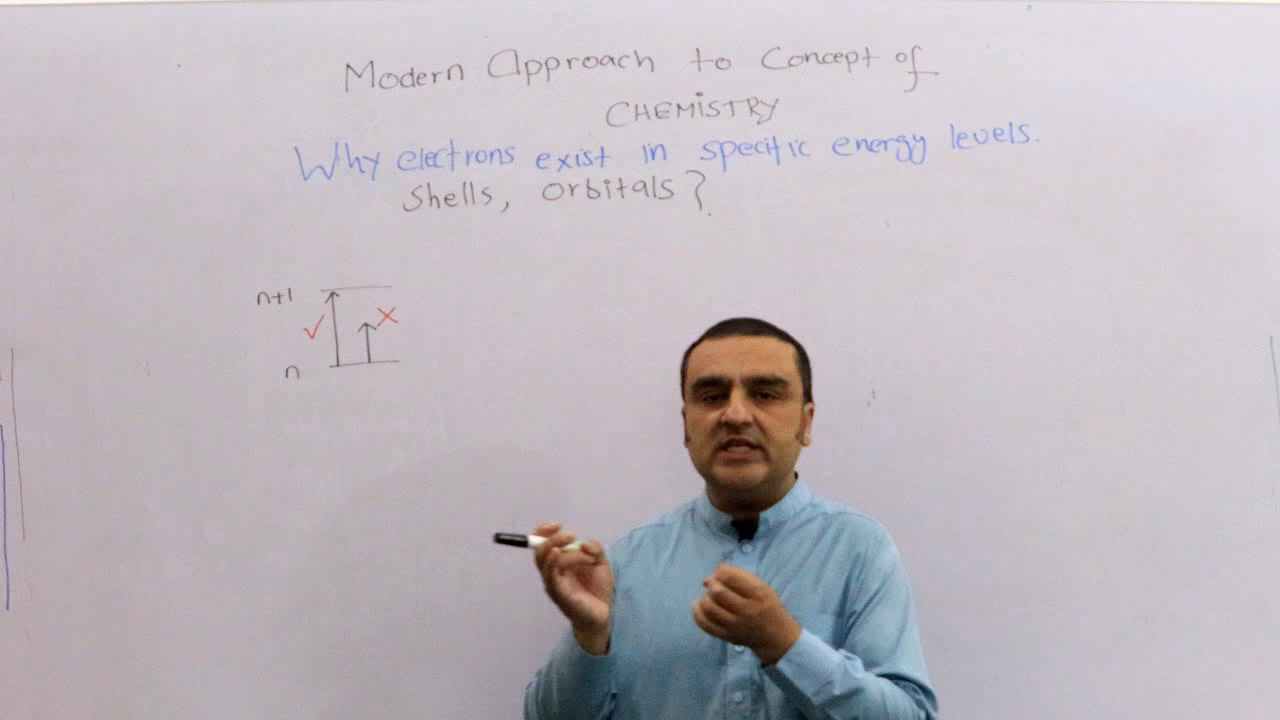 Modern Approach to Concept of
CHEMiSTRY
Why electrons exist in specific energy levels.
Shells, orbitals?
n+1
n